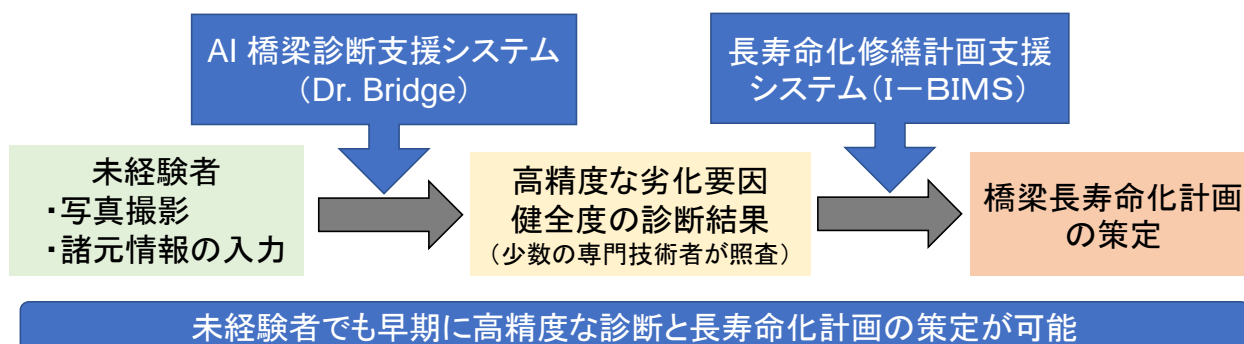 AI 橋梁診断支援システム
（Dr. Bridge）
長寿命化修繕計画支援
システム（I－BIMS）
未経験者
・写真撮影
・諸元情報の入力
高精度な劣化要因
健全度の診断結果
（少数の専門技術者が照査）
橋梁長寿命化計画
の策定
未経験者でも早期に高精度な診断と長寿命化計画の策定が可能